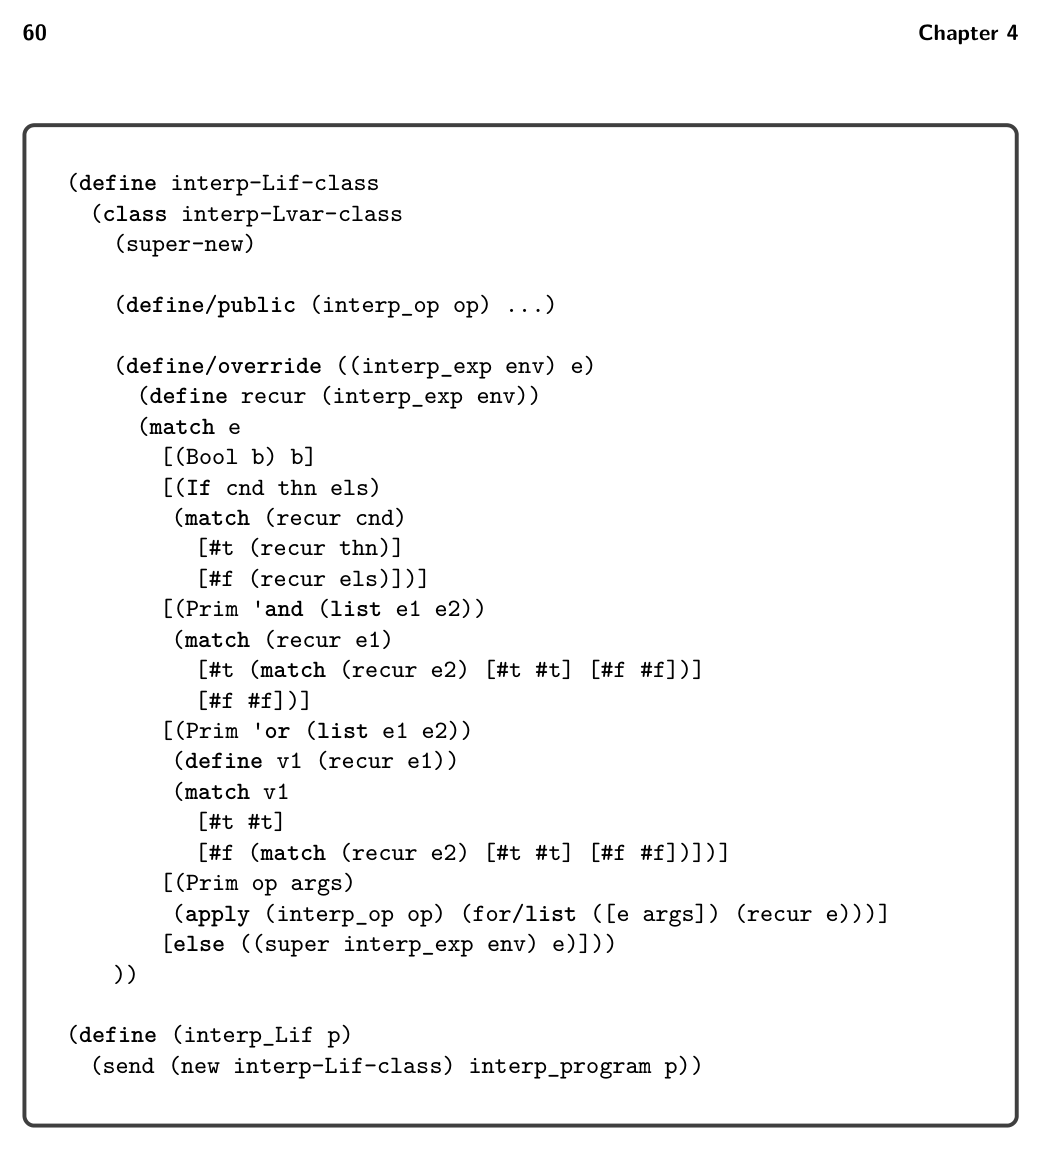 60 Chapter 4
(define interp-Lif-class
  (class interp-Lvar-class
    (super-new)

    (define/public (interp_op op) ...)

    (define/override ((interp_exp env) e)
      (define recur (interp_exp env))
      (match e
        [(Bool b) b]
        [(If cnd thn els)
         (match (recur cnd)
           [#t (recur thn)]
           [#f (recur els)])]
        [(Prim 'and (list e1 e2))
         (match (recur e1)
           [#t (match (recur e2) [#t #t] [#f #f])]
           [#f #f])]
        [(Prim 'or (list e1 e2))
         (define v1 (recur e1))
         (match v1
           [#t #t]
           [#f (match (recur e2) [#t #t] [#f #f])])]
        [(Prim op args)
         (apply (interp_op op) (for/list ([e args]) (recur e)))]
        [else ((super interp_exp env) e)]))
    ))

(define (interp_Lif p)
  (send (new interp-Lif-class) interp_program p))